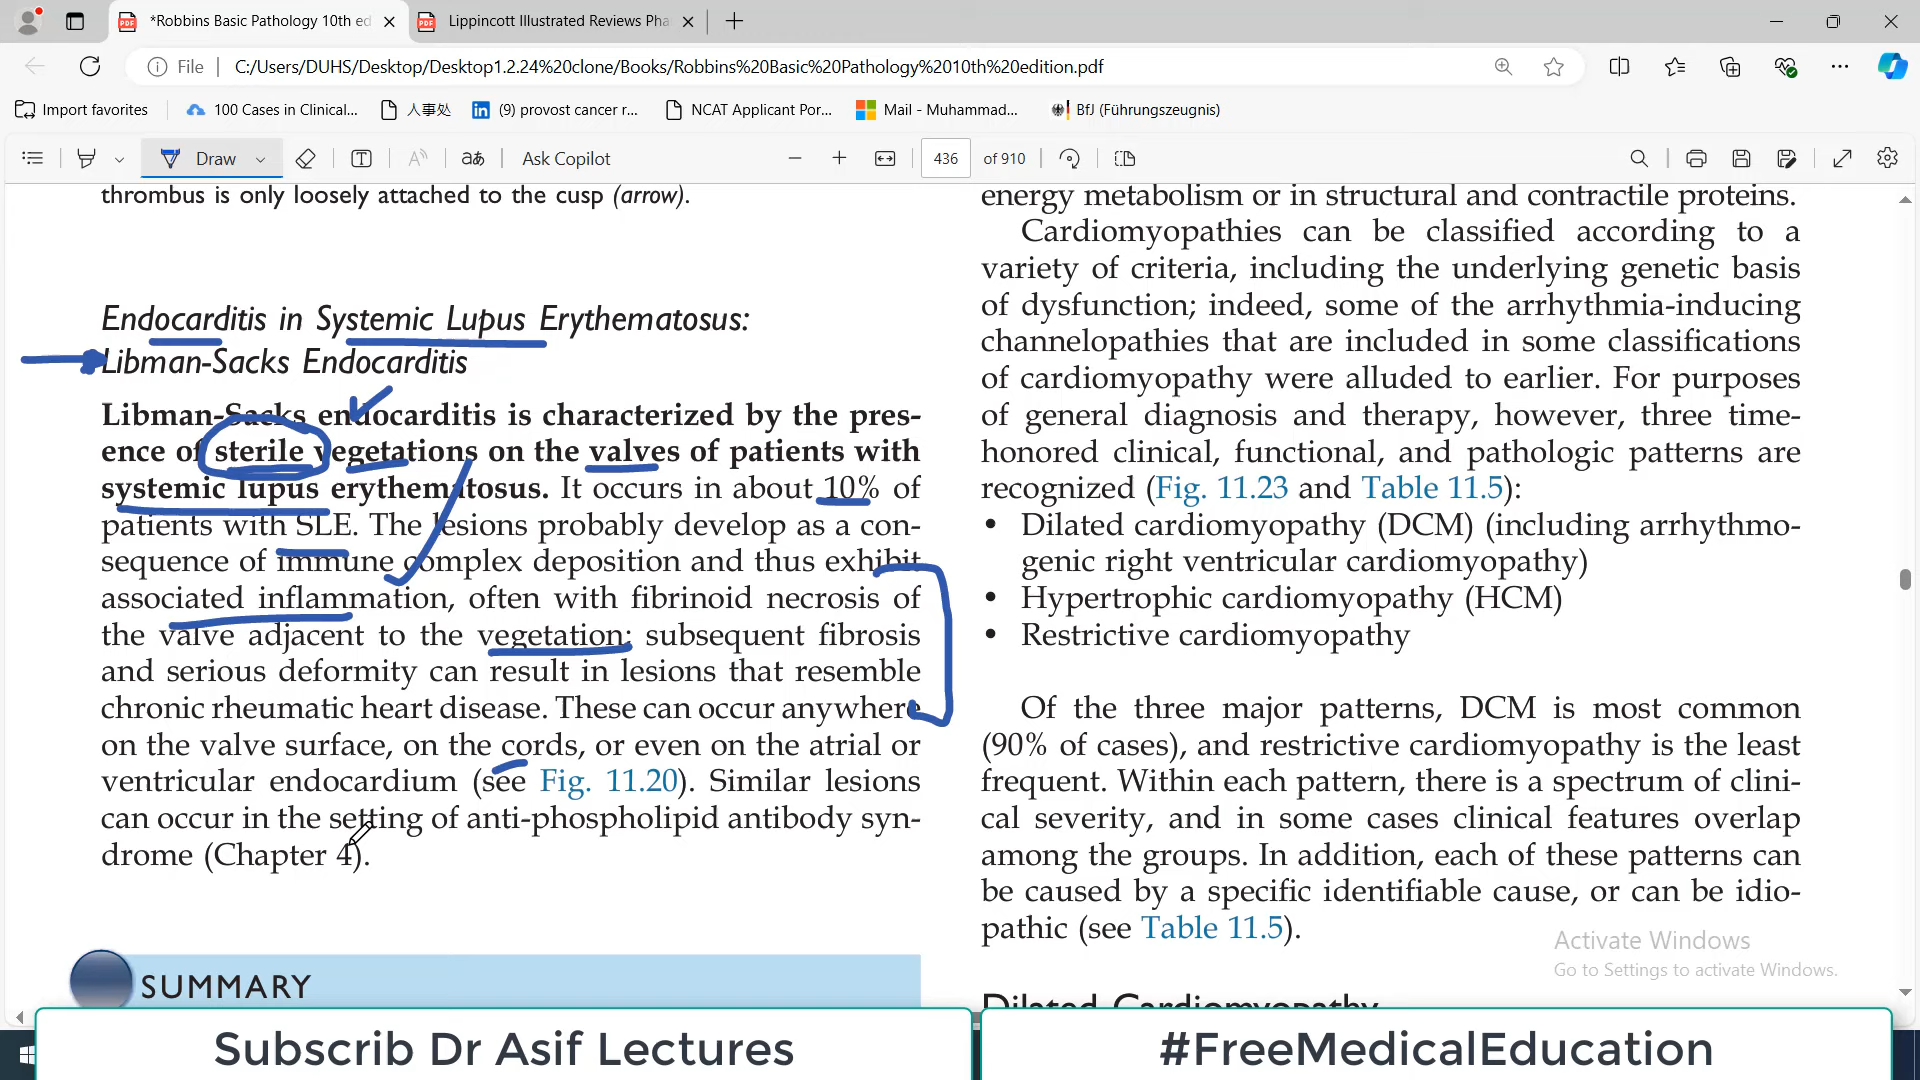 *Robbins Basic Pathology 10th ed
Lippincott Illustrated Reviews Pha
File
C:/Users/DUHS/Desktop/Desktop1.2.24%20clone/Books/Robbins%20Basic%20Pathology%2010th%20edition.pdf
Import favorites
100 Cases in Clinical...
人事处
(9) provost cancer r...
NCAT Applicant Por...
Mail - Muhammad...
BfJ (Führungszeugnis)
Draw
Ask Copilot
436 of 910
thrombus is only loosely attached to the cusp (arrow).
Endocarditis in Systemic Lupus Erythematosus:
Libman-Sacks Endocarditis
Libman-Sacks endocarditis is characterized by the pres-
ence of sterile vegetations on the valves of patients with
systemic lupus erythematosus. It occurs in about 10% of
patients with SLE. The lesions probably develop as a con-
sequence of immune complex deposition and thus exhibit
associated inflammation, often with fibrinoid necrosis of
the valve adjacent to the vegetation; subsequent fibrosis
and serious deformity can result in lesions that resemble
chronic rheumatic heart disease. These can occur anywhere
on the valve surface, on the cords, or even on the atrial or
ventricular endocardium (see Fig. 11.20). Similar lesions
can occur in the setting of anti-phospholipid antibody syn-
drome (Chapter 4).
SUMMARY
energy metabolism or in structural and contractile proteins.
Cardiomyopathies can be classified according to a
variety of criteria, including the underlying genetic basis
of dysfunction; indeed, some of the arrhythmia-inducing
channelopathies that are included in some classifications
of cardiomyopathy were alluded to earlier. For purposes
of general diagnosis and therapy, however, three time-
honored clinical, functional, and pathologic patterns are
recognized (Fig. 11.23 and Table 11.5):
• Dilated cardiomyopathy (DCM) (including arrhythmo-
genic right ventricular cardiomyopathy)
• Hypertrophic cardiomyopathy (HCM)
• Restrictive cardiomyopathy
Of the three major patterns, DCM is most common
(90% of cases), and restrictive cardiomyopathy is the least
frequent. Within each pattern, there is a spectrum of clini-
cal severity, and in some cases clinical features overlap
among the groups. In addition, each of these patterns can
be caused by a specific identifiable cause, or can be idio-
pathic (see Table 11.5).
Dilated Cardiomyopathy
Activate Windows
Go to Settings to activate Windows.
Subscrib Dr Asif Lectures
#FreeMedicalEducation